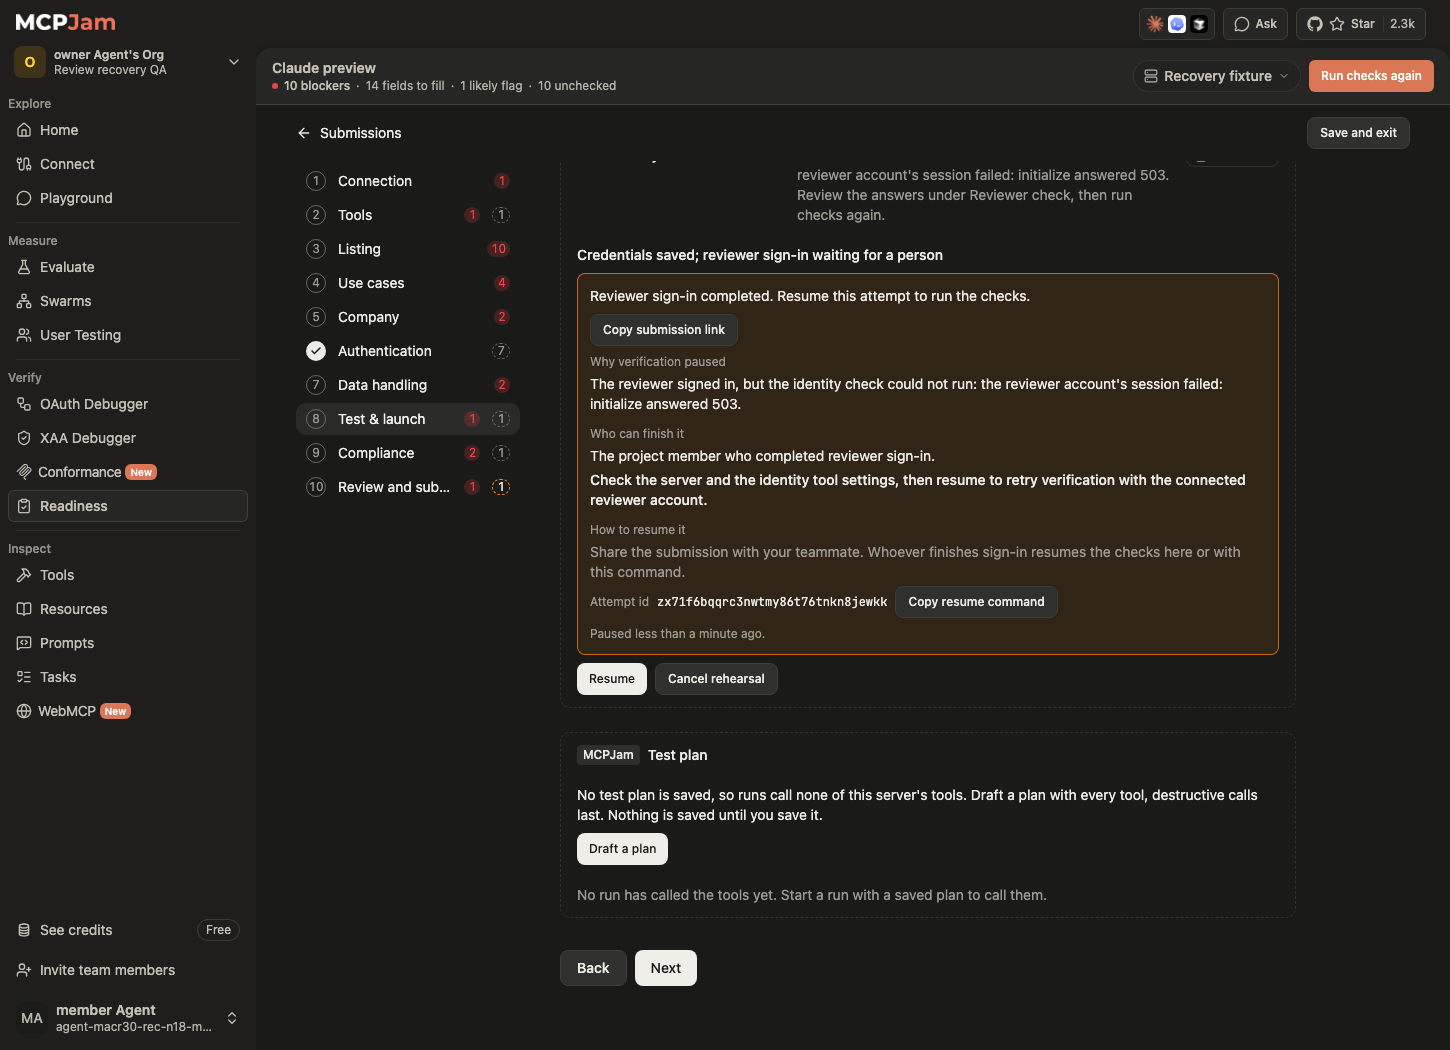 MCPJam
Ask
Star 2.3k
O
owner Agent's Org
Review recovery QA
Explore
Home
Connect
Playground
Measure
Evaluate
Swarms
User Testing
Verify
OAuth Debugger
XAA Debugger
Conformance New
Readiness
Inspect
Tools
Resources
Prompts
Tasks
WebMCP New
See credits Free
Invite team members
MA
member Agent
agent-macr30-rec-n18-m...
Claude preview
10 blockers · 14 fields to fill · 1 likely flag · 10 unchecked
Recovery fixture
Run checks again
Submissions
Save and exit
1 Connection 1
2 Tools 1 1
3 Listing 10
4 Use cases 4
5 Company 2
Authentication 7
7 Data handling 2
8 Test & launch 1 1
9 Compliance 2 1
10 Review and sub... 1 1
reviewer account's session failed: initialize answered 503.
Review the answers under Reviewer check, then run
checks again.
Credentials saved; reviewer sign-in waiting for a person
Reviewer sign-in completed. Resume this attempt to run the checks.
Copy submission link
Why verification paused
The reviewer signed in, but the identity check could not run: the reviewer account's session failed:
initialize answered 503.
Who can finish it
The project member who completed reviewer sign-in.
Check the server and the identity tool settings, then resume to retry verification with the connected
reviewer account.
How to resume it
Share the submission with your teammate. Whoever finishes sign-in resumes the checks here or with
this command.
Attempt id zx71f6bqqrc3nwtmy86t76tnkn8jewkk Copy resume command
Paused less than a minute ago.
Resume
Cancel rehearsal
MCPJam Test plan
No test plan is saved, so runs call none of this server's tools. Draft a plan with every tool, destructive calls
last. Nothing is saved until you save it.
Draft a plan
No run has called the tools yet. Start a run with a saved plan to call them.
Back
Next